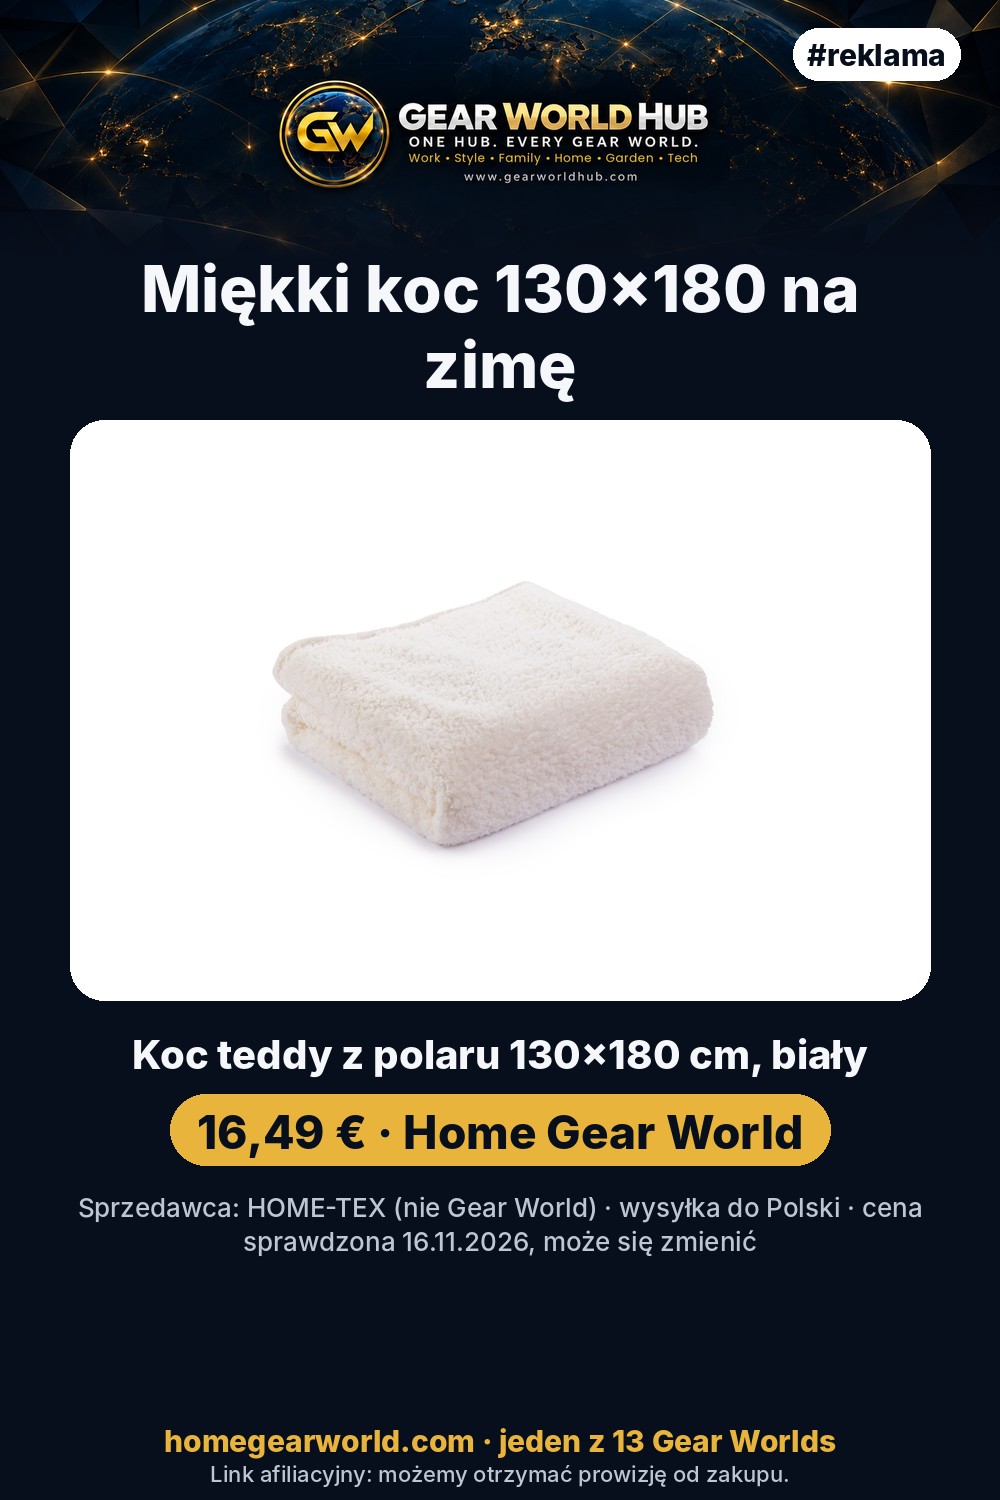 #reklama
GW
GEAR WORLD HUB
ONE HUB. EVERY GEAR WORLD.
Work • Style • Family • Home • Garden • Tech
www.gearworldhub.com
Miękki koc 130×180 na
zimę
Koc teddy z polaru 130×180 cm, biały
16,49 € · Home Gear World
Sprzedawca: HOME-TEX (nie Gear World) · wysyłka do Polski · cena
sprawdzona 16.11.2026, może się zmienić
homegearworld.com · jeden z 13 Gear Worlds
Link afiliacyjny: możemy otrzymać prowizję od zakupu.